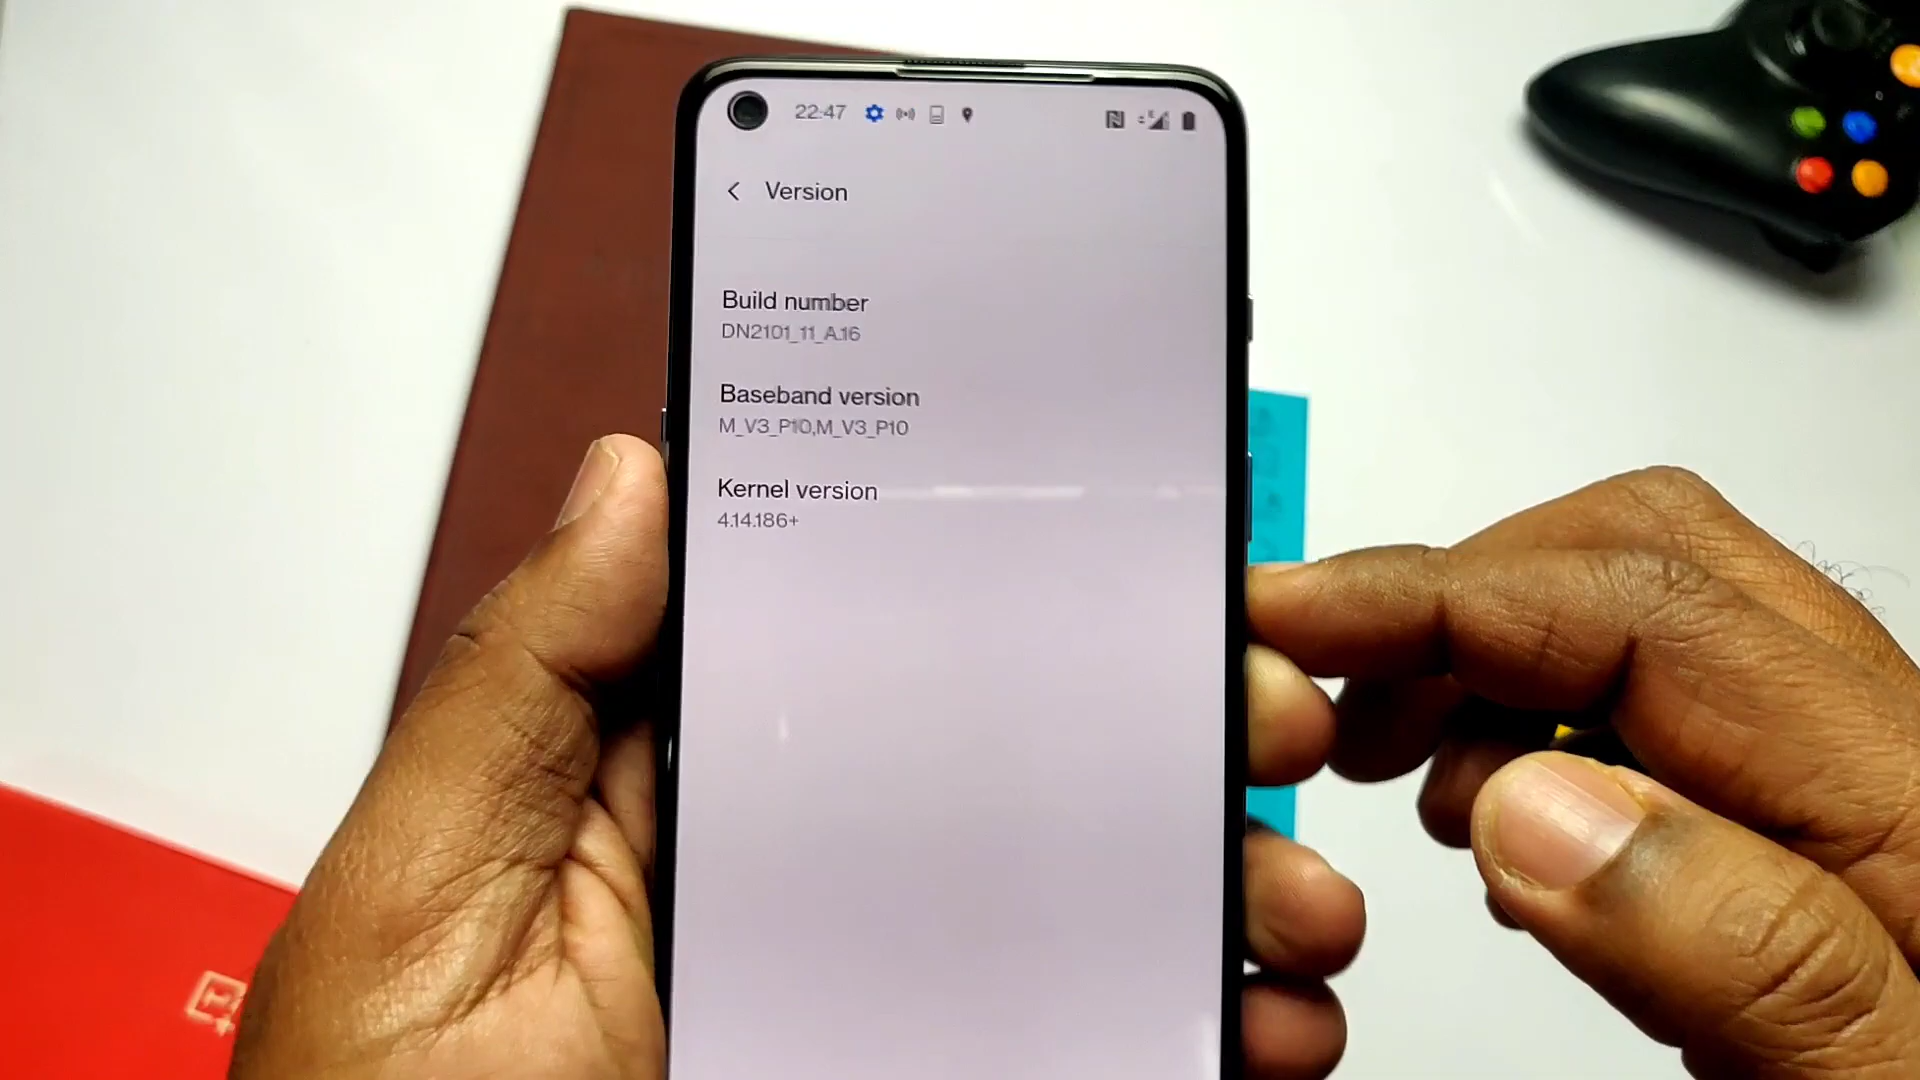 22:47
Version
Build number
DN2101_11_A.16
Baseband version
M_V3_P10,M_V3_P10
Kernel version
4.14.186+